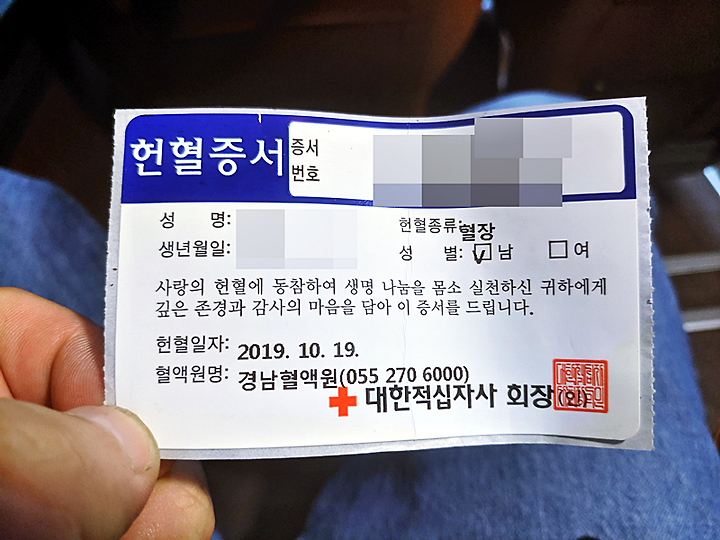 헌혈증서 증서
번호
성 명: 헌혈종류: 혈장
생년월일: 성 별: ☑ 남 ☐ 여
사랑의 헌혈에 동참하여 생명 나눔을 몸소 실천하신 귀하에게
깊은 존경과 감사의 마음을 담아 이 증서를 드립니다.
헌혈일자: 2019. 10. 19.
혈액원명: 경남혈액원(055 270 6000)
대한적십자사 회장 (인)